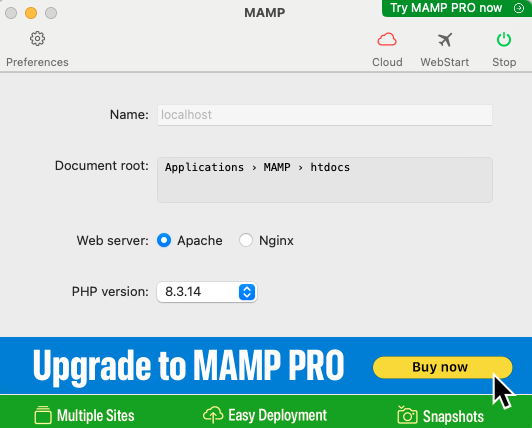 MAMP
Try MAMP PRO now
Preferences
Cloud
WebStart
Stop
Name: localhost
Document root: Applications › MAMP › htdocs
Web server: Apache Nginx
PHP version: 8.3.14
Upgrade to MAMP PRO
Buy now
Multiple Sites
Easy Deployment
Snapshots